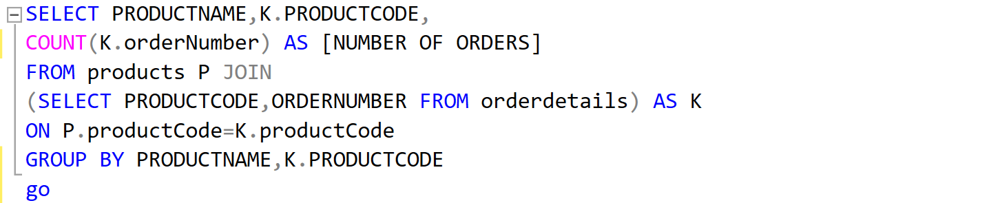 SELECT PRODUCTNAME,K.PRODUCTCODE,
COUNT(K.orderNumber) AS [NUMBER OF ORDERS]
FROM products P JOIN
(SELECT PRODUCTCODE,ORDERNUMBER FROM orderdetails) AS K
ON P.productCode=K.productCode
GROUP BY PRODUCTNAME,K.PRODUCTCODE
go